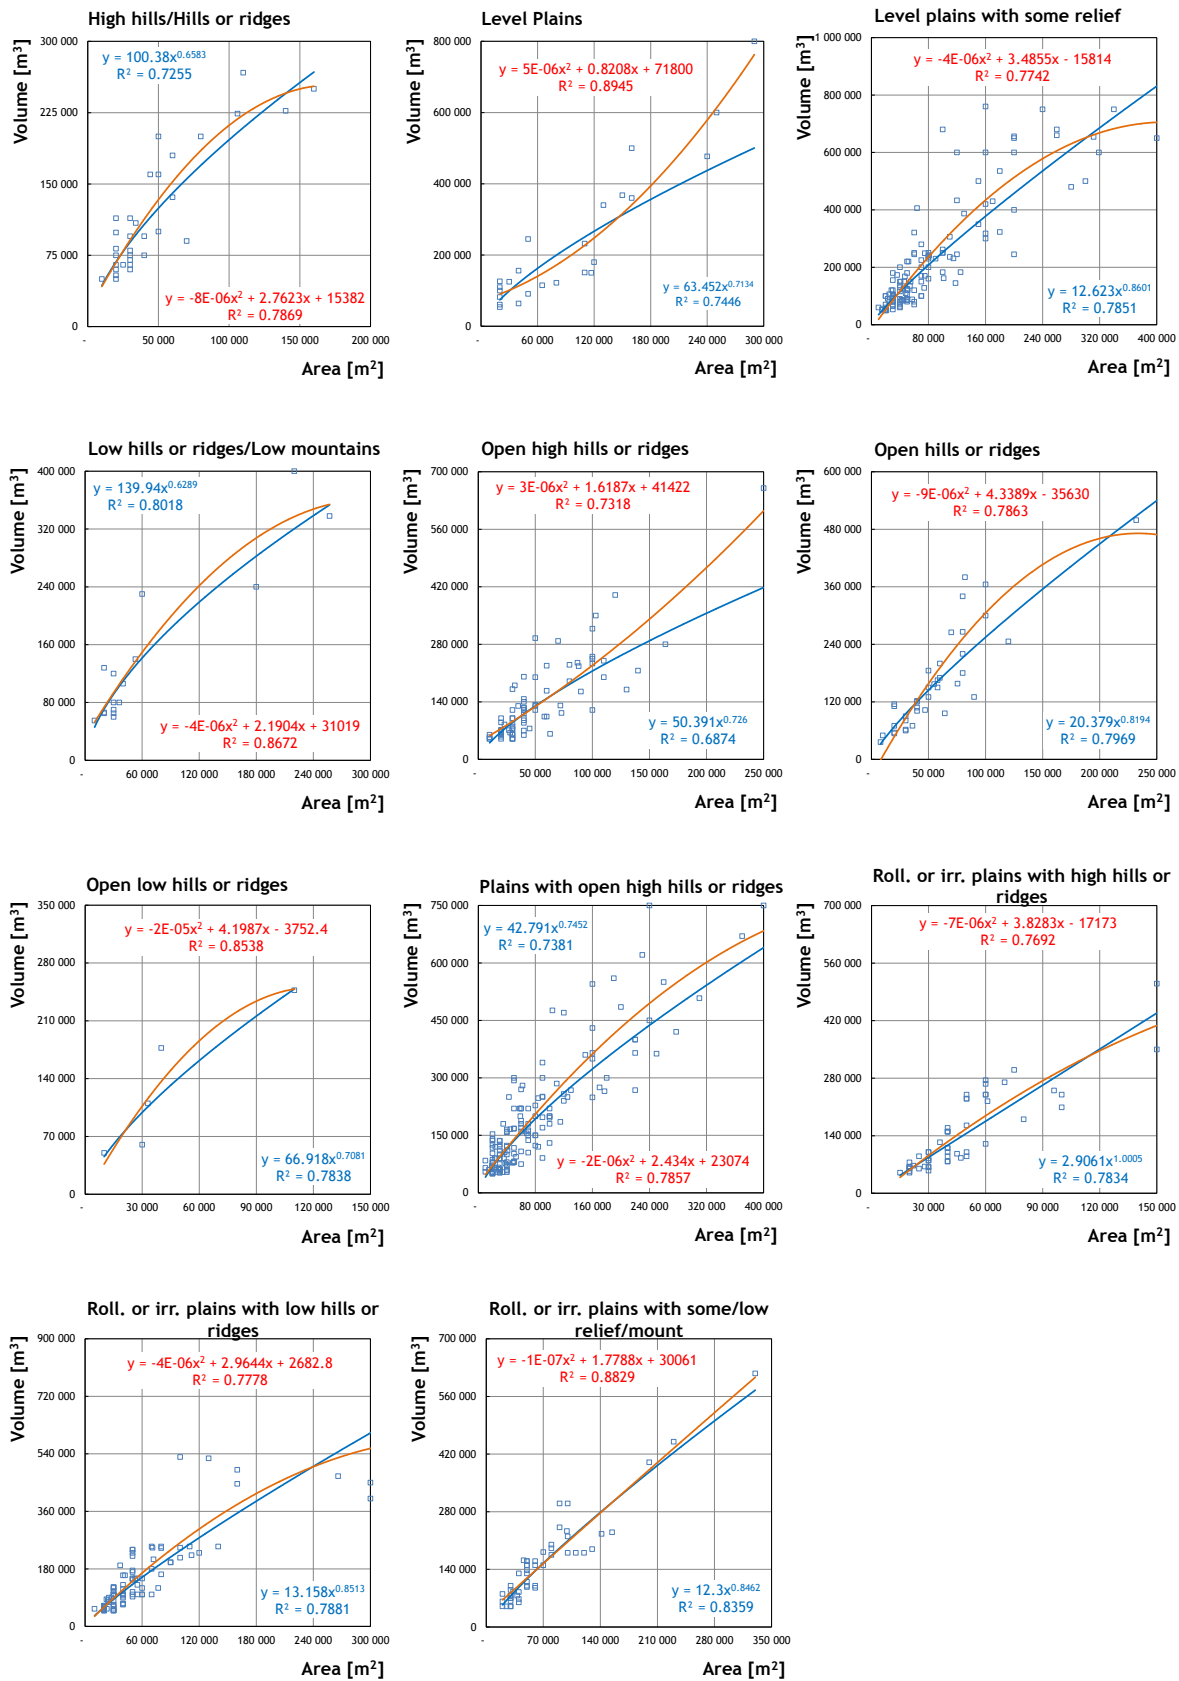 High hills/Hills or ridges
Volume [m³]
300 000
225 000
150 000
75 000
0
y = 100.38x^0.6583
R² = 0.7255
y = -8E-06x² + 2.7623x + 15382
R² = 0.7869
- 50 000 100 000 150 000 200 000
Area [m²]
Level Plains
Volume [m³]
800 000
600 000
400 000
200 000
0
y = 5E-06x² + 0.8208x + 71800
R² = 0.8945
y = 63.452x^0.7134
R² = 0.7446
- 60 000 120 000 180 000 240 000 300 000
Area [m²]
Level plains with some relief
Volume [m³]
1 000 000
800 000
600 000
400 000
200 000
0
y = -4E-06x² + 3.4855x - 15814
R² = 0.7742
y = 12.623x^0.8601
R² = 0.7851
- 80 000 160 000 240 000 320 000 400 000
Area [m²]
Low hills or ridges/Low mountains
Volume [m³]
400 000
320 000
240 000
160 000
80 000
0
y = 139.94x^0.6289
R² = 0.8018
y = -4E-06x² + 2.1904x + 31019
R² = 0.8672
- 60 000 120 000 180 000 240 000 300 000
Area [m²]
Open high hills or ridges
Volume [m³]
700 000
560 000
420 000
280 000
140 000
0
y = 3E-06x² + 1.6187x + 41422
R² = 0.7318
y = 50.391x^0.726
R² = 0.6874
- 50 000 100 000 150 000 200 000 250 000
Area [m²]
Open hills or ridges
Volume [m³]
600 000
480 000
360 000
240 000
120 000
0
y = -9E-06x² + 4.3389x - 35630
R² = 0.7863
y = 20.379x^0.8194
R² = 0.7969
- 50 000 100 000 150 000 200 000 250 000
Area [m²]
Open low hills or ridges
Volume [m³]
350 000
280 000
210 000
140 000
70 000
0
y = -2E-05x² + 4.1987x - 3752.4
R² = 0.8538
y = 66.918x^0.7081
R² = 0.7838
- 30 000 60 000 90 000 120 000 150 000
Area [m²]
Plains with open high hills or ridges
Volume [m³]
750 000
600 000
450 000
300 000
150 000
0
y = 42.791x^0.7452
R² = 0.7381
y = -2E-06x² + 2.434x + 23074
R² = 0.7857
- 80 000 160 000 240 000 320 000 400 000
Area [m²]
Roll. or irr. plains with high hills or
ridges
Volume [m³]
700 000
560 000
420 000
280 000
140 000
0
y = -7E-06x² + 3.8283x - 17173
R² = 0.7692
y = 2.9061x^1.0005
R² = 0.7834
- 30 000 60 000 90 000 120 000 150 000
Area [m²]
Roll. or irr. plains with low hills or
ridges
Volume [m³]
900 000
720 000
540 000
360 000
180 000
0
y = -4E-06x² + 2.9644x + 2682.8
R² = 0.7778
y = 13.158x^0.8513
R² = 0.7881
- 60 000 120 000 180 000 240 000 300 000
Area [m²]
Roll. or irr. plains with some/low
relief/mount
Volume [m³]
700 000
560 000
420 000
280 000
140 000
0
y = -1E-07x² + 1.7788x + 30061
R² = 0.8829
y = 12.3x^0.8462
R² = 0.8359
- 70 000 140 000 210 000 280 000 350 000
Area [m²]